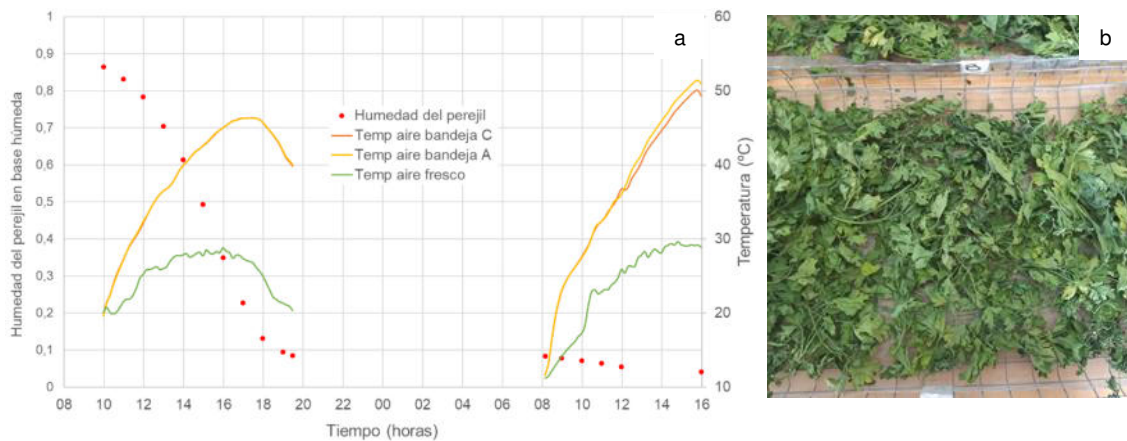 a
b
B
Humedad del perejil en base húmeda
1
0,9
0,8
0,7
0,6
0,5
0,4
0,3
0,2
0,1
0
Humedad del perejil
Temp aire bandeja C
Temp aire bandeja A
Temp aire fresco
60
50
40
30
20
10
Temperatura (ºC)
08 10 12 14 16 18 20 22 00 02 04 06 08 10 12 14 16
Tiempo (horas)